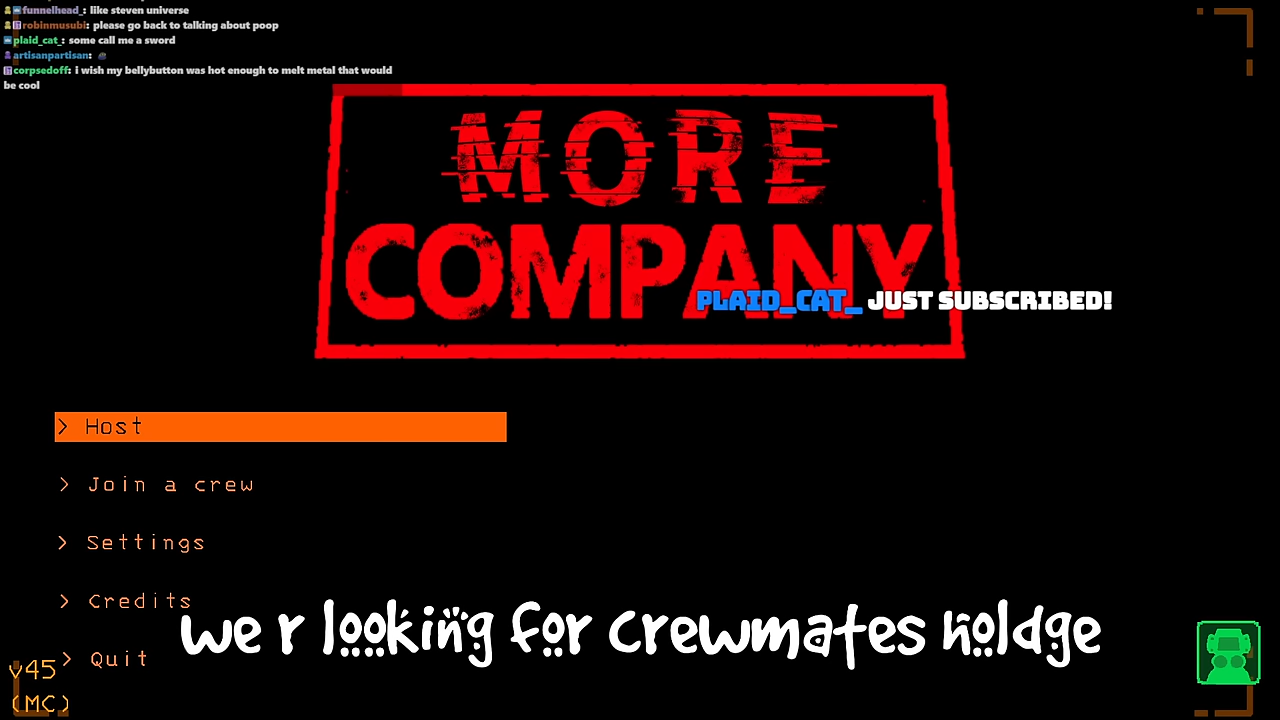 funnelhead_: like steven universe
robinmusubi: please go back to talking about poop
plaid_cat_: some call me a sword
artisanpartisan:
corpsedoff: i wish my bellybutton was hot enough to melt metal that would
be cool
MORE
COMPANY
PLAID_CAT_ JUST SUBSCRIBED!
> Host
> Join a crew
> Settings
> Credits
we r looking for crewmates holdge
> Quit
v45
(MC)